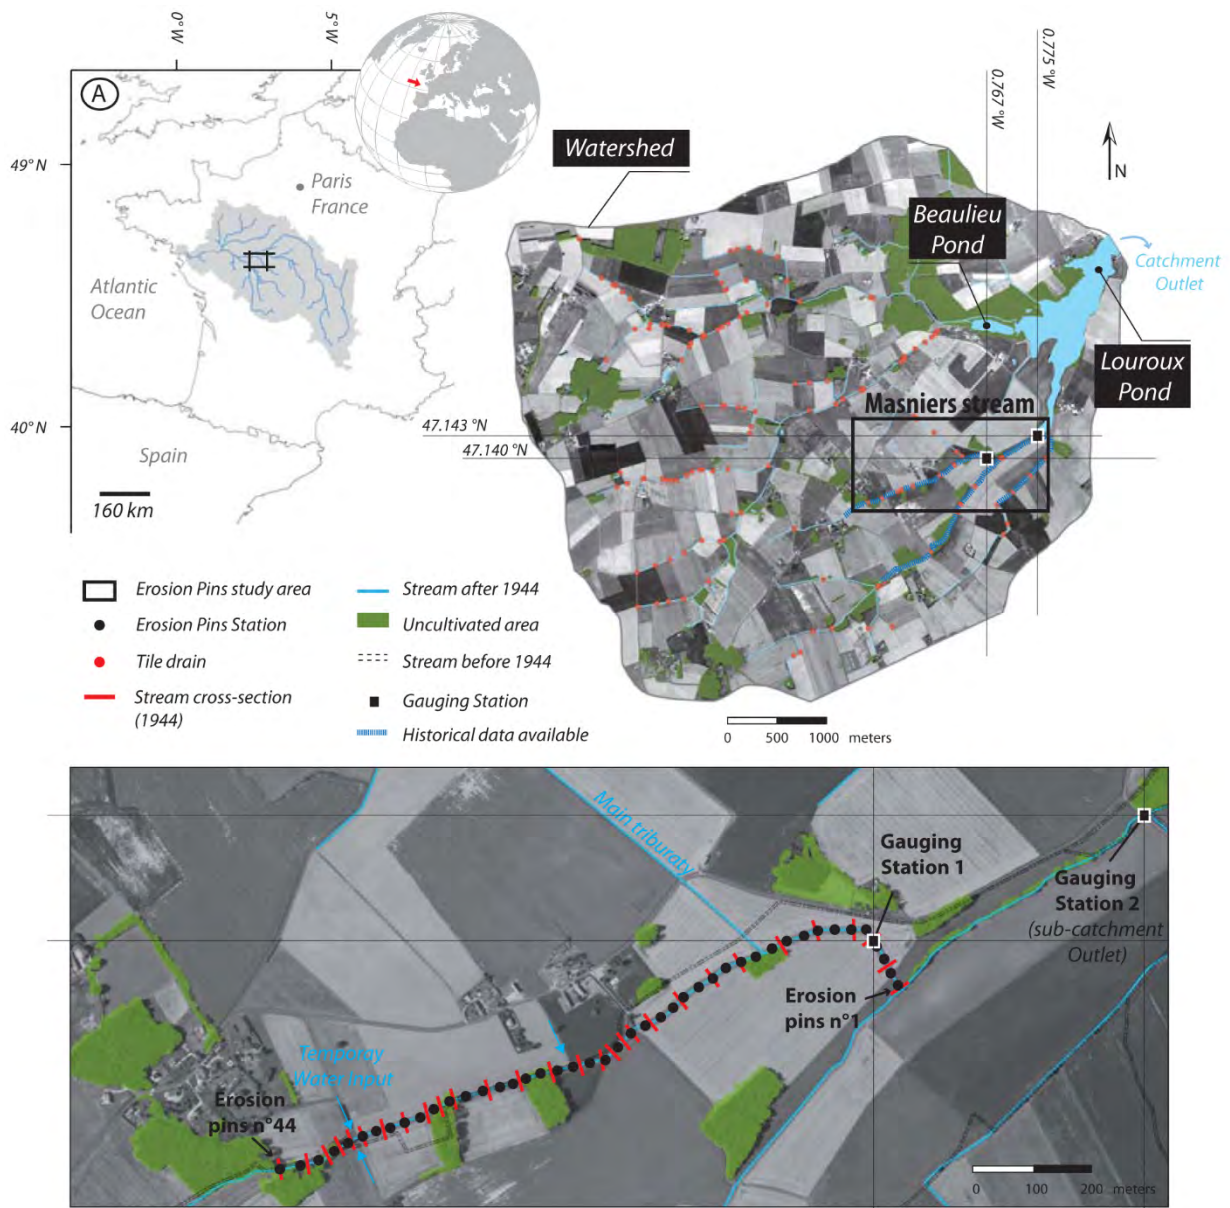 0°W
5°W
A
49°N
Paris
France
Atlantic
Ocean
40°N
Spain
160 km
Watershed
0.767 °W
0.775 °W
N
Beaulieu
Pond
Catchment
Outlet
Louroux
Pond
Masniers stream
47.143 °N
47.140 °N
0 500 1000 meters
Erosion Pins study area
Erosion Pins Station
Tile drain
Stream cross-section
(1944)
Stream after 1944
Uncultivated area
Stream before 1944
Gauging Station
Historical data available
Main triburaty
Gauging
Station 1
Gauging
Station 2
(sub-catchment
Outlet)
Erosion
pins n°1
Temporay
Water Input
Erosion
pins n°44
0 100 200 meters